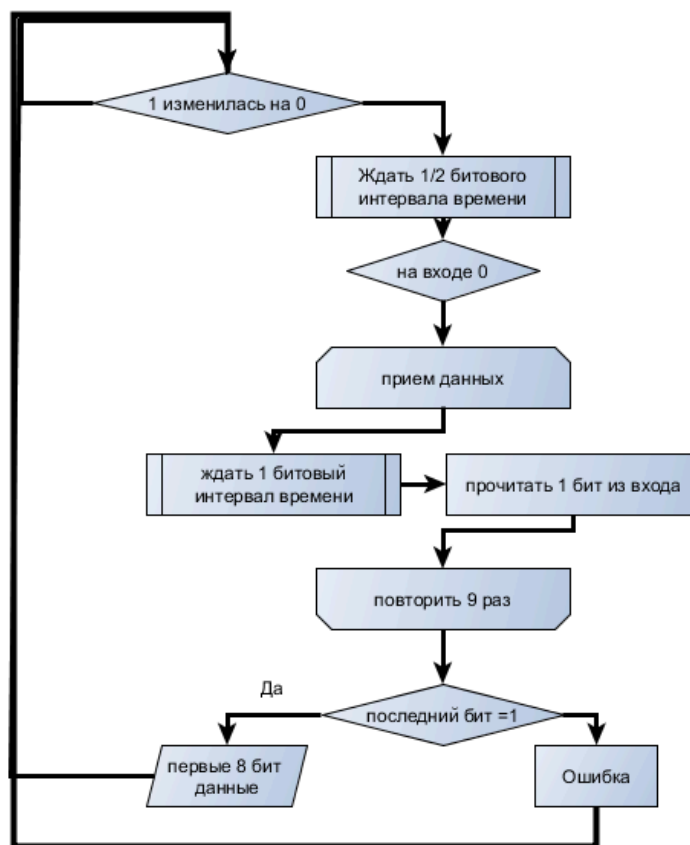 1 изменилась на 0
Ждать 1/2 битового
интервала времени
на входе 0
прием данных
ждать 1 битовый
интервал времени
прочитать 1 бит из входа
повторить 9 раз
Да
последний бит =1
первые 8 бит
данные
Ошибка